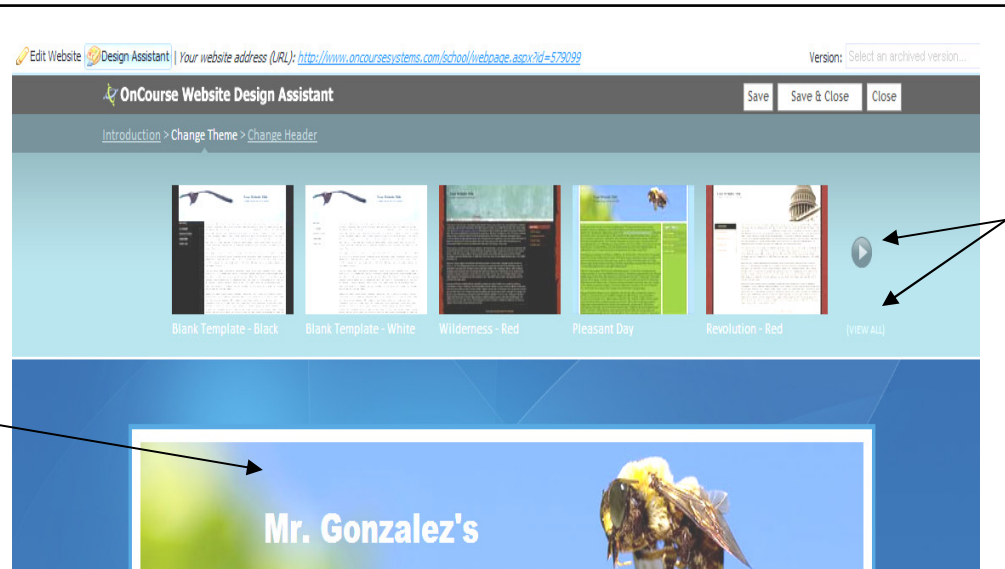 Edit Website Design Assistant | Your website address (URL): http://www.oncoursesystems.com/school/webpage.aspx?id=579099 Version: Select an archived version...
OnCourse Website Design Assistant Save Save & Close Close
Introduction > Change Theme > Change Header
Blank Template - Black Blank Template - White Wilderness - Red Pleasant Day Revolution - Red (VIEW ALL)
Mr. Gonzalez's